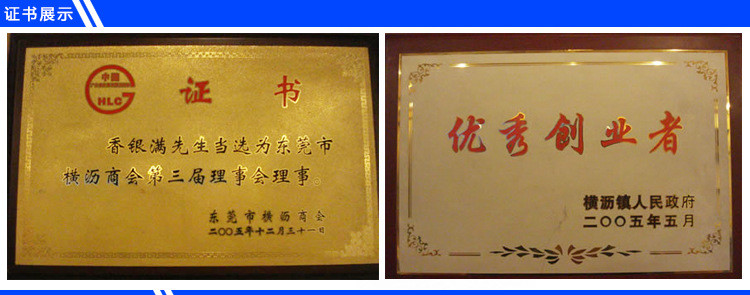 证书展示
中国
HLC
证书
香银满先生当选为东莞市
横沥商会第三届理事会理事
东莞市横沥商会
二〇〇五年十二月三十一日
优秀创业者
横沥镇人民政府
二〇〇五年五月